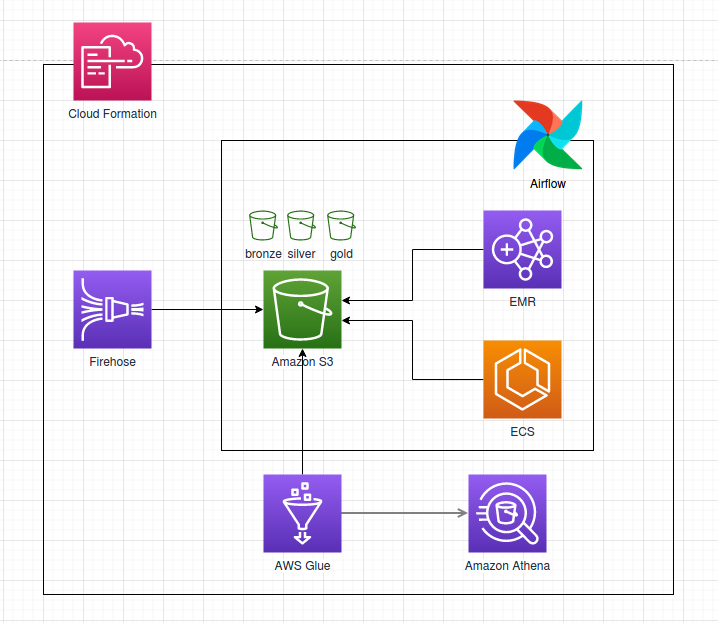 Cloud Formation
Airflow
bronze silver gold
EMR
Firehose
Amazon S3
ECS
AWS Glue
Amazon Athena